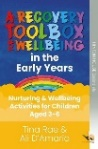 A RECOVERY
TOOLBOX
& WELLBEING
in the
Early Years
Nurturing & Wellbeing
Activities for Children
Aged 3-8
Tina Rae &
Ali D'Amario